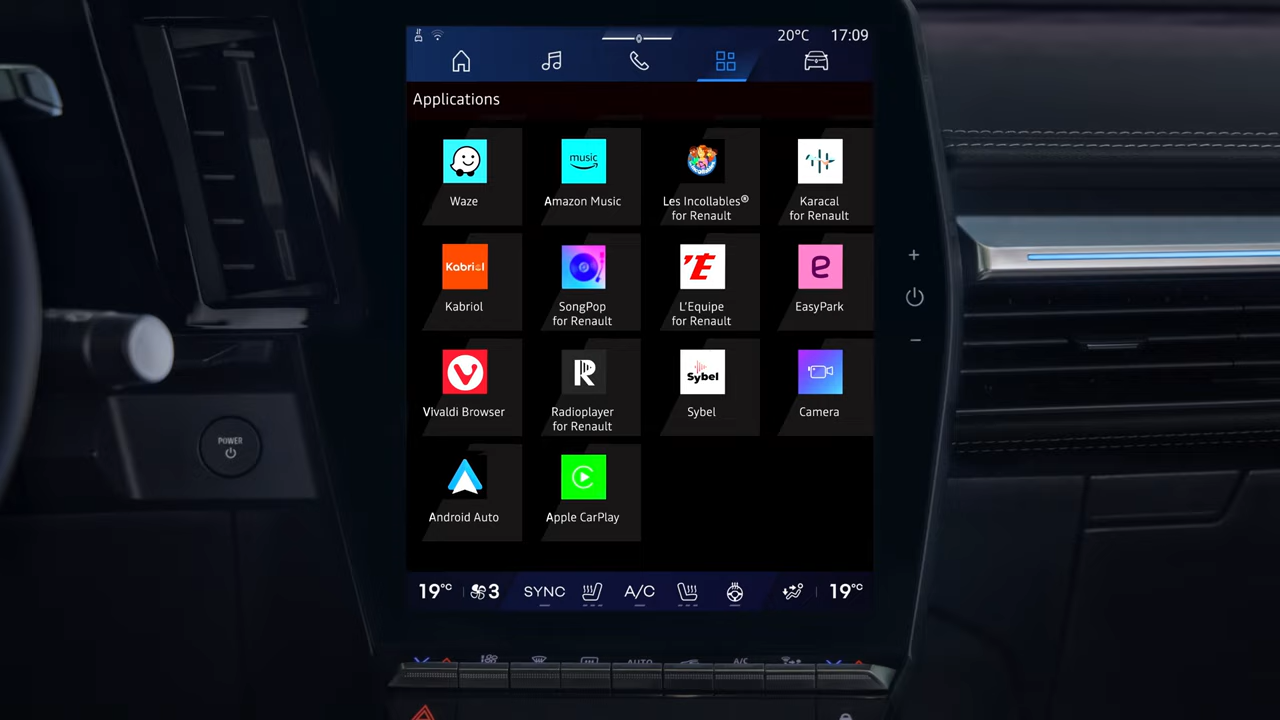 20°C 17:09
Applications
music
Waze
Amazon Music
Les Incollables®
for Renault
Karacal
for Renault
Kabriol
'E
e
Kabriol
SongPop
for Renault
L'Equipe
for Renault
EasyPark
R
Sybel
Vivaldi Browser
Radioplayer
for Renault
Sybel
Camera
Android Auto
Apple CarPlay
POWER
19°C 3 SYNC A/C 19°C
AUTO A/C